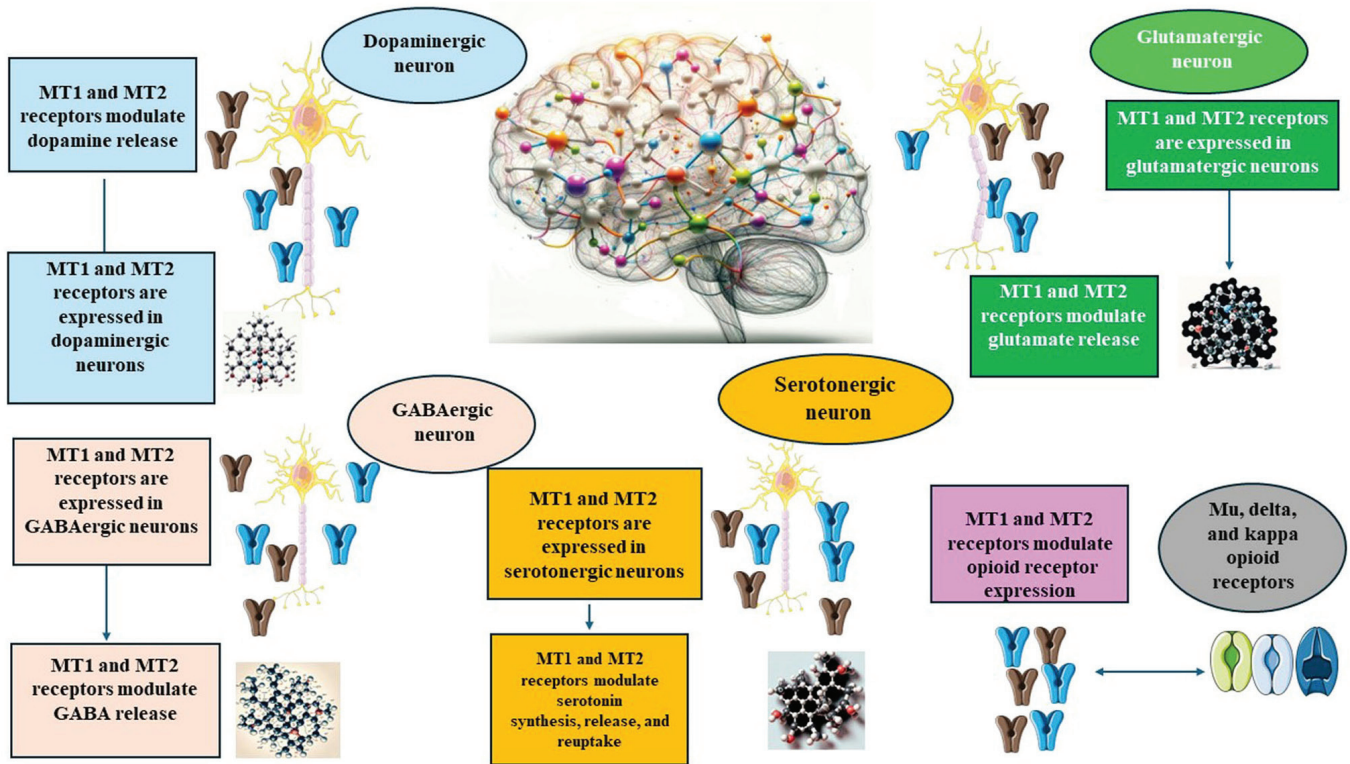 Dopaminergic
neuron
MT1 and MT2
receptors modulate
dopamine release
MT1 and MT2
receptors are
expressed in
dopaminergic
neurons
Glutamatergic
neuron
MT1 and MT2 receptors
are expressed in
glutamatergic neurons
MT1 and MT2
receptors modulate
glutamate release
GABAergic
neuron
MT1 and MT2
receptors are
expressed in
GABAergic neurons
MT1 and MT2
receptors modulate
GABA release
Serotonergic
neuron
MT1 and MT2
receptors are
expressed in
serotonergic neurons
MT1 and MT2
receptors modulate
serotonin
synthesis, release, and
reuptake
MT1 and MT2
receptors modulate
opioid receptor
expression
Mu, delta,
and kappa
opioid
receptors